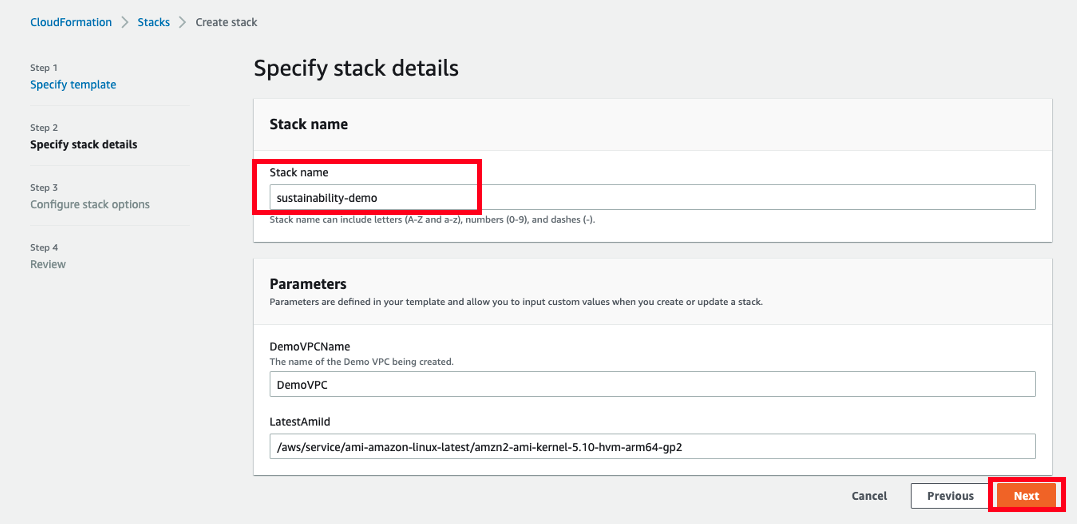 CloudFormation > Stacks > Create stack
Step 1
Specify template
Step 2
Specify stack details
Step 3
Configure stack options
Step 4
Review
Specify stack details
Stack name
Stack name
sustainability-demo
Stack name can include letters (A-Z and a-z), numbers (0-9), and dashes (-).
Parameters
Parameters are defined in your template and allow you to input custom values when you create or update a stack.
DemoVPCName
The name of the Demo VPC being created.
DemoVPC
LatestAmiId
/aws/service/ami-amazon-linux-latest/amzn2-ami-kernel-5.10-hvm-arm64-gp2
Cancel Previous Next